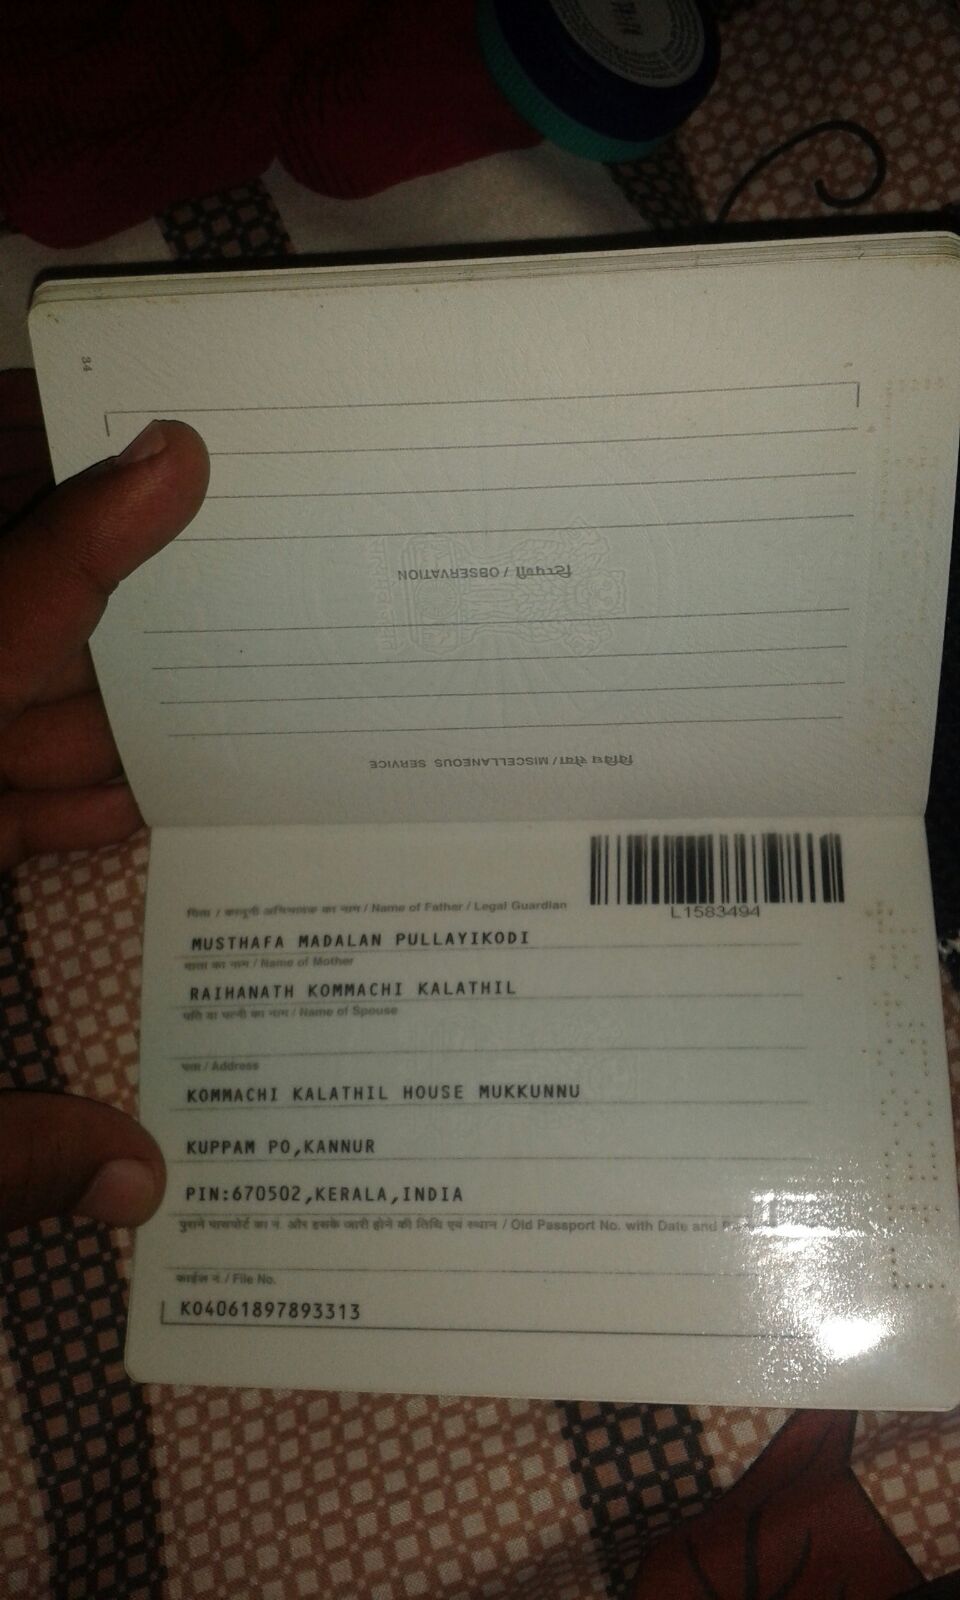 34
टिप्पणी / OBSERVATION
विविध सेवा / MISCELLANEOUS SERVICE
L1583494
पिता / कानूनी अभिभावक का नाम / Name of Father / Legal Guardian
MUSTHAFA MADALAN PULLAYIKODI
माता का नाम / Name of Mother
RAIHANATH KOMMACHI KALATHIL
पति या पत्नी का नाम / Name of Spouse
पता / Address
KOMMACHI KALATHIL HOUSE MUKKUNNU
KUPPAM PO,KANNUR
PIN:670502,KERALA,INDIA
पुराने पासपोर्ट का नं. और इसके जारी होने की तिथि एवं स्थान / Old Passport No. with Date and
फाईल नं. / File No.
KO4061897893313